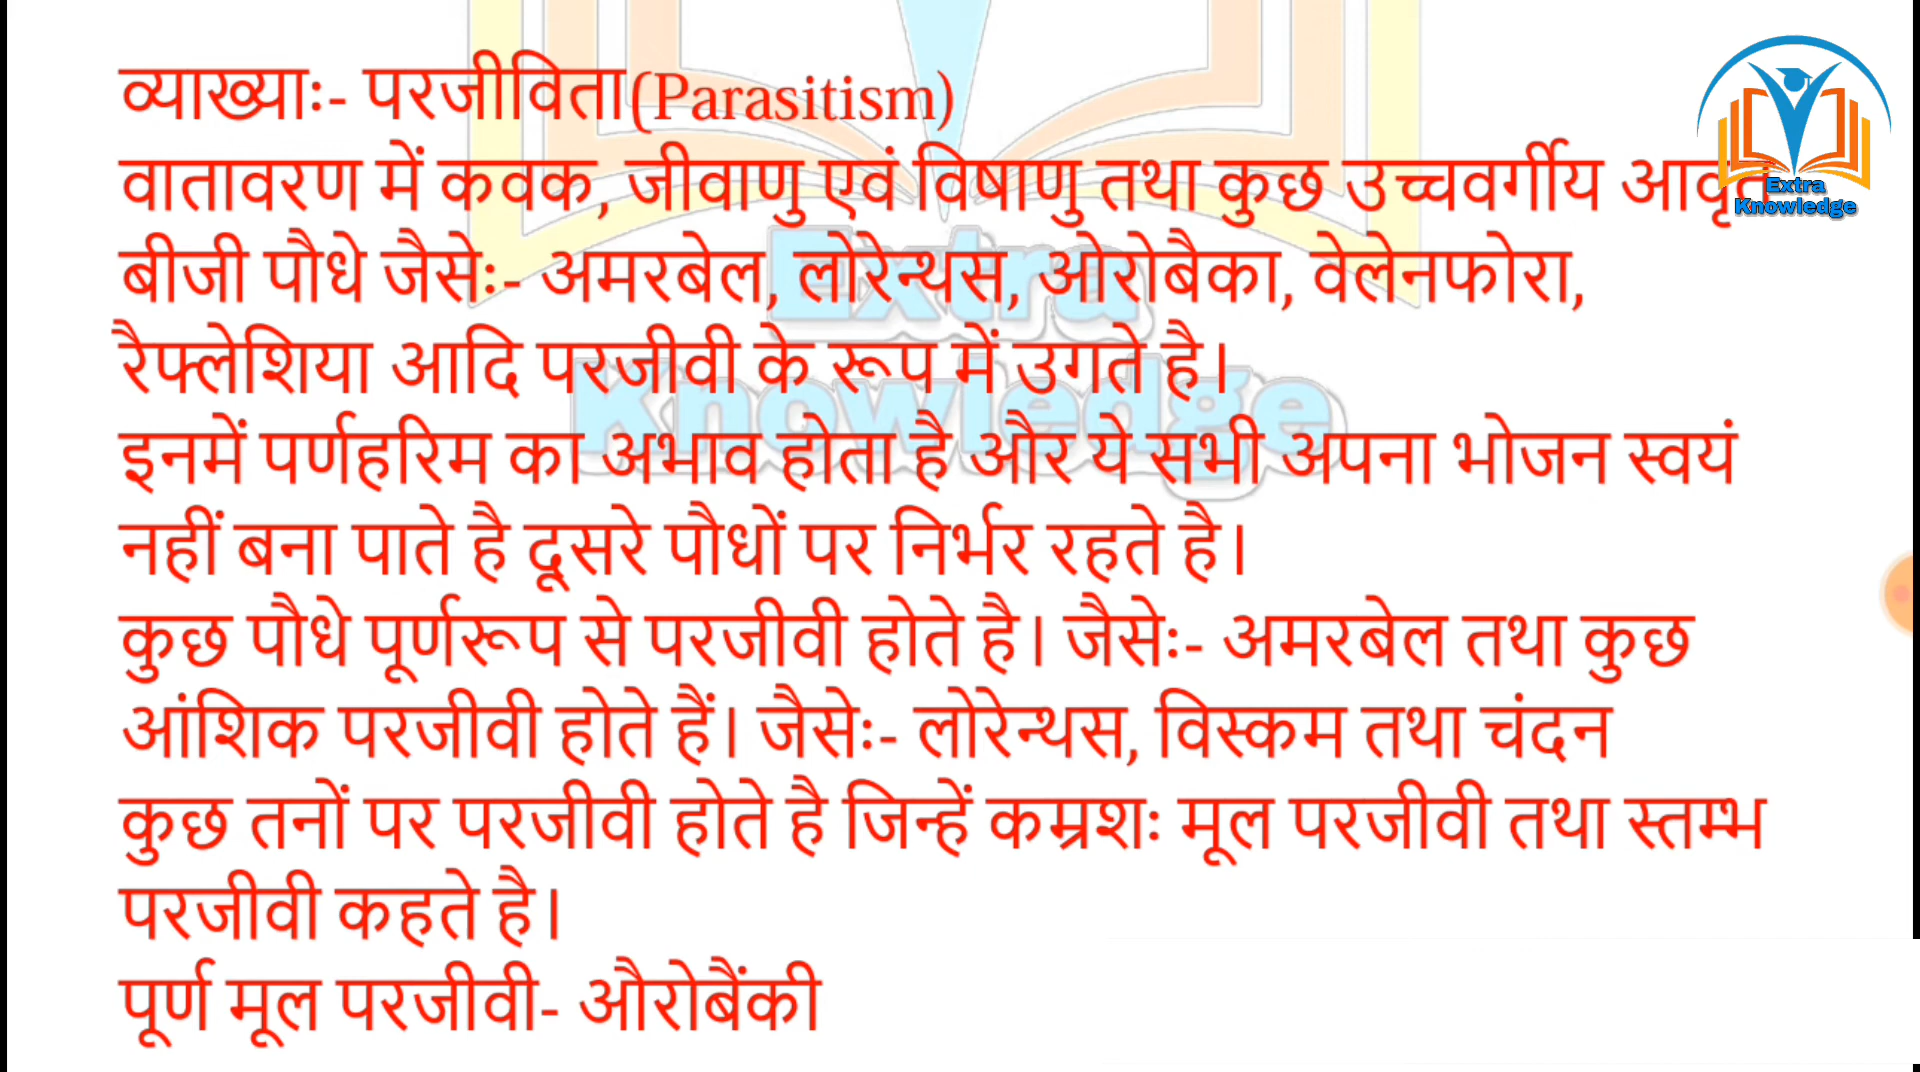 व्याख्याः- परजीविता(Parasitism)
वातावरण में कवक, जीवाणु एवं विषाणु तथा कुछ उच्चवर्गीय आवृत
बीजी पौधे जैसेः- अमरबेल, लोरेन्थस, ओरोबैका, वेलेनफोरा,
रैफ्लेशिया आदि परजीवी के रूप में उगते है।
इनमें पर्णहरिम का अभाव होता है और ये सभी अपना भोजन स्वयं
नहीं बना पाते है दूसरे पौधों पर निर्भर रहते है।
कुछ पौधे पूर्णरूप से परजीवी होते है। जैसेः- अमरबेल तथा कुछ
आंशिक परजीवी होते हैं। जैसेः- लोरेन्थस, विस्कम तथा चंदन
कुछ तनों पर परजीवी होते है जिन्हें कम्रशः मूल परजीवी तथा स्तम्भ
परजीवी कहते है।
पूर्ण मूल परजीवी- औरोबैंकी
Extra
Knowledge
Extra
Knowledge